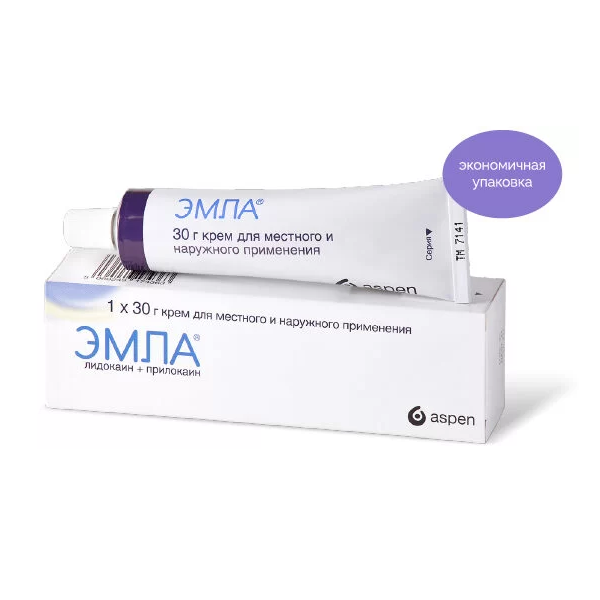 экономичная
упаковка
ЭМЛА®
30 г крем для местного и
наружного применения
Серия
TM 7141
aspen
1 x 30 г крем для местного и наружного применения
ЭМЛА®
лидокаин + прилокаин
aspen